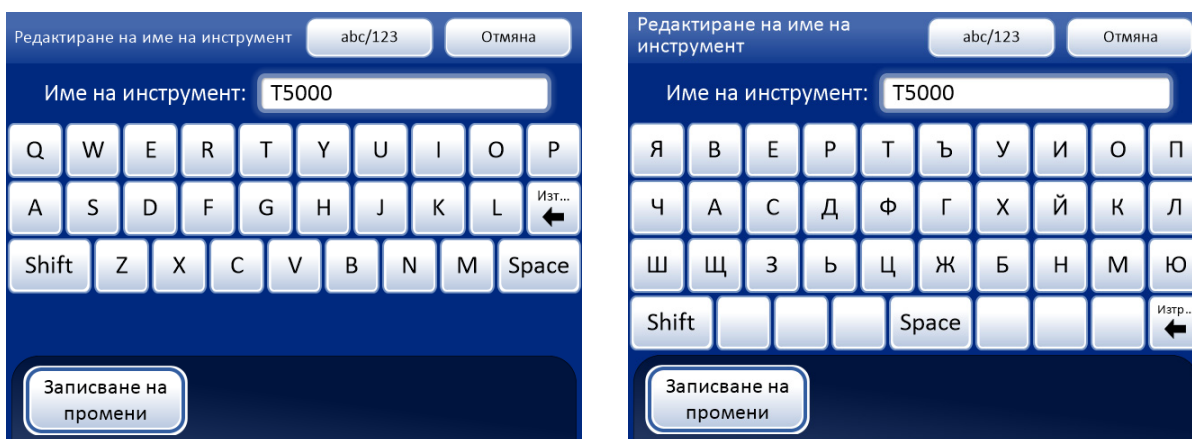 Редактиране на име на инструмент abc/123 Отмяна
Име на инструмент: T5000
Q W E R T Y U I O P
A S D F G H J K L Изт...
Shift Z X C V B N M Space
Записване на
промени
Редактиране на име на
инструмент abc/123 Отмяна
Име на инструмент: T5000
Я В Е Р Т Ъ У И О П
Ч А С Д Ф Г Х Й К Л
Ш Щ З Ь Ц Ж Б Н М Ю
Shift Space Изтр...
Записване на
промени